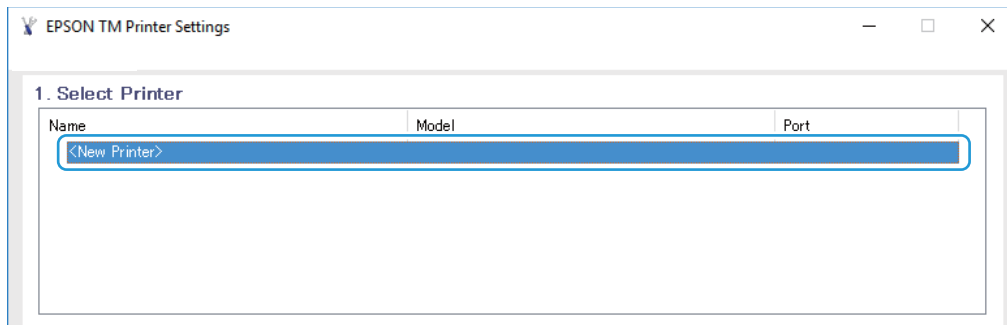 EPSON TM Printer Settings
1. Select Printer
Name Model Port
<New Printer>